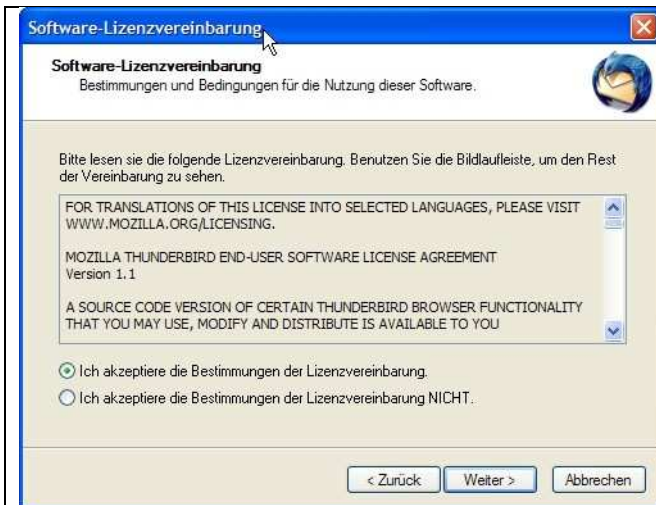 Software-Lizenzvereinbarung
Software-Lizenzvereinbarung
Bestimmungen und Bedingungen für die Nutzung dieser Software.
Bitte lesen sie die folgende Lizenzvereinbarung. Benutzen Sie die Bildlaufleiste, um den Rest
der Vereinbarung zu sehen.
FOR TRANSLATIONS OF THIS LICENSE INTO SELECTED LANGUAGES, PLEASE VISIT
WWW.MOZILLA.ORG/LICENSING.
MOZILLA THUNDERBIRD END-USER SOFTWARE LICENSE AGREEMENT
Version 1.1
A SOURCE CODE VERSION OF CERTAIN THUNDERBIRD BROWSER FUNCTIONALITY
THAT YOU MAY USE, MODIFY AND DISTRIBUTE IS AVAILABLE TO YOU
Ich akzeptiere die Bestimmungen der Lizenzvereinbarung.
Ich akzeptiere die Bestimmungen der Lizenzvereinbarung NICHT.
< Zurück Weiter > Abbrechen